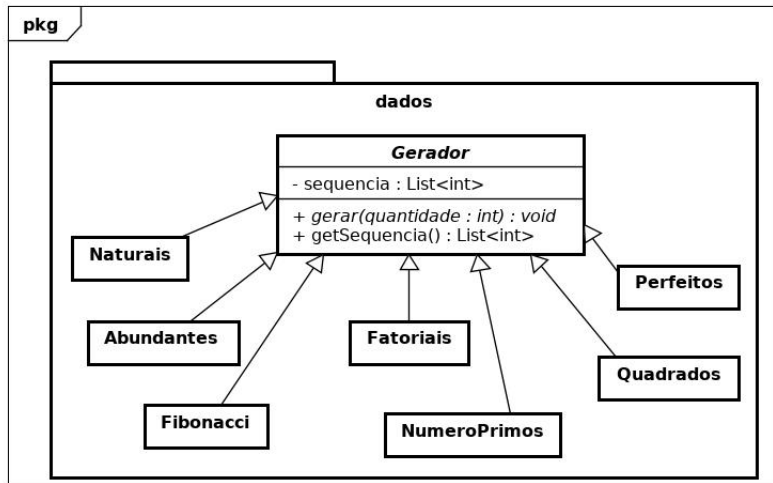 pkg
dados
Gerador
- sequencia : List<int>
+ gerar(quantidade : int) : void
+ getSequencia() : List<int>
Naturais
Perfeitos
Abundantes
Fatoriais
Quadrados
Fibonacci
NumeroPrimos